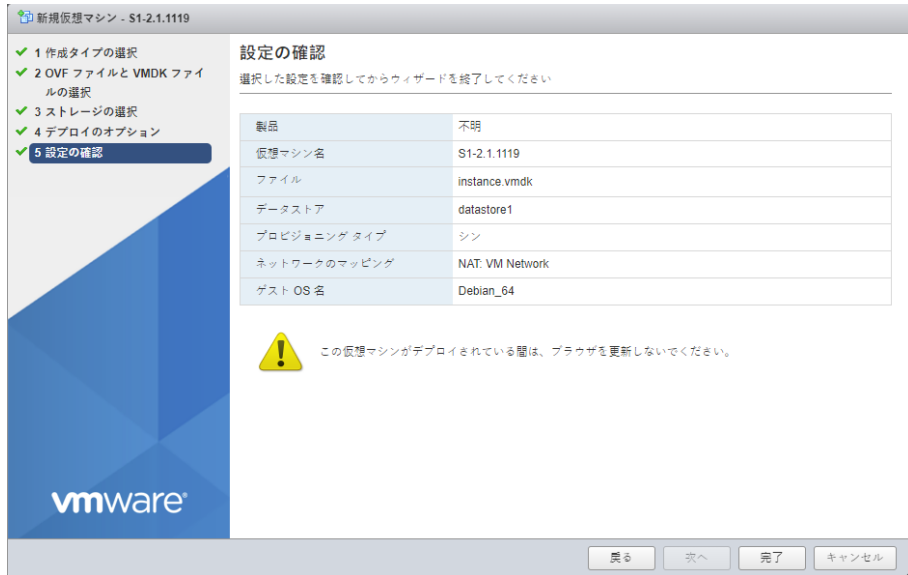 新規仮想マシン - S1-2.1.1119
1 作成タイプの選択
2 OVF ファイルと VMDK ファイ
ルの選択
3 ストレージの選択
4 デプロイのオプション
5 設定の確認
設定の確認
選択した設定を確認してからウィザードを終了してください
製品 不明
仮想マシン名 S1-2.1.1119
ファイル instance.vmdk
データストア datastore1
プロビジョニング タイプ シン
ネットワークのマッピング NAT: VM Network
ゲスト OS 名 Debian_64
この仮想マシンがデプロイされている間は、ブラウザを更新しないでください。
vmware®
戻る 次へ 完了 キャンセル